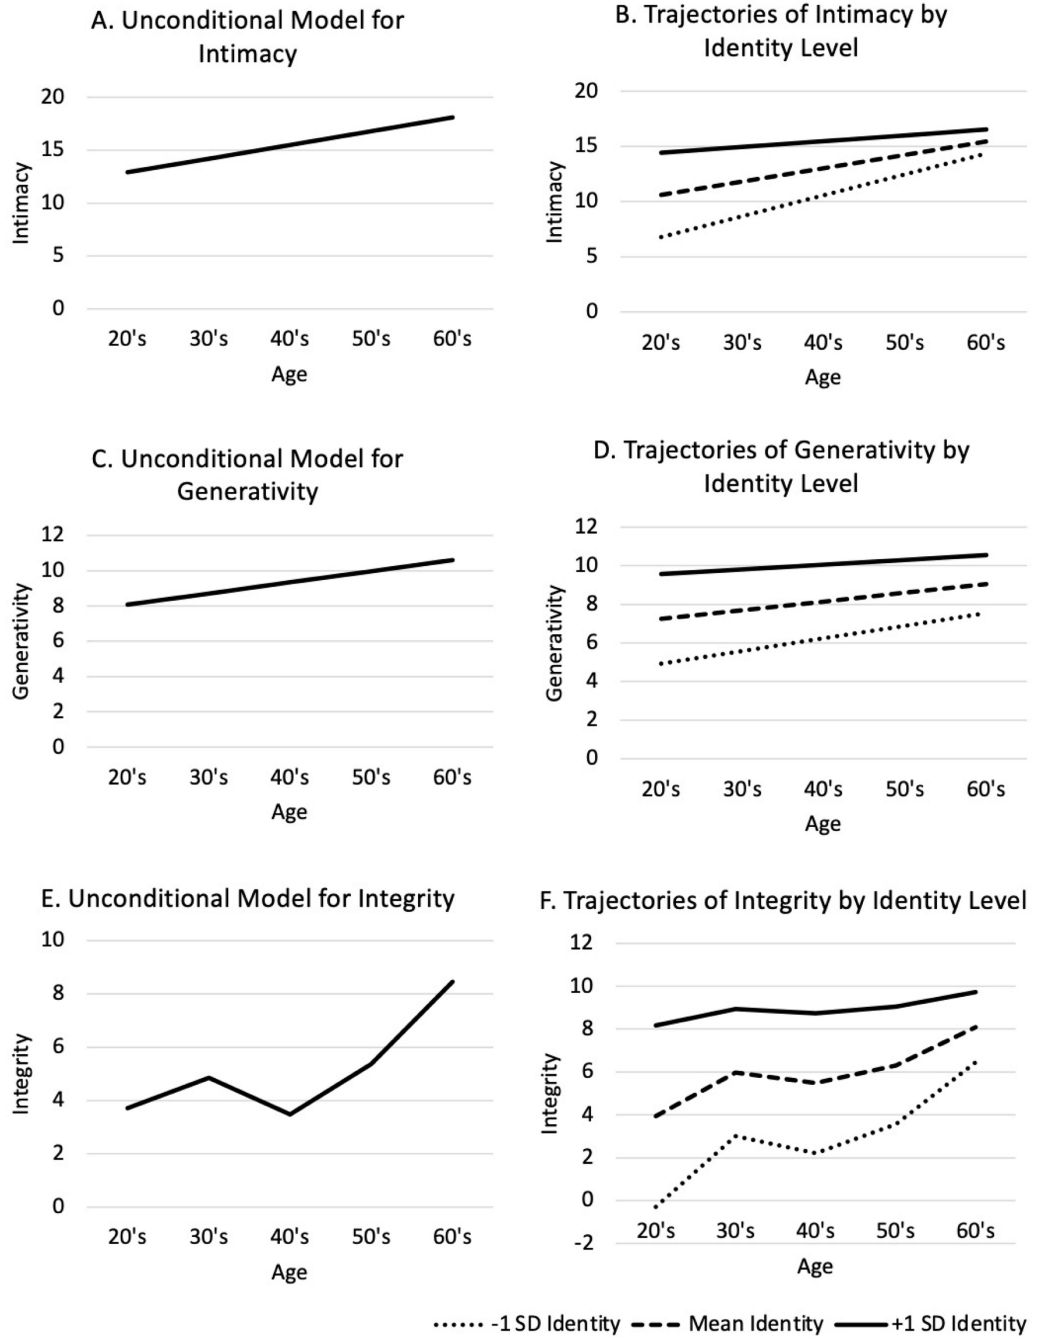 A. Unconditional Model for
Intimacy
20
15
10
5
0
Intimacy
20's 30's 40's 50's 60's
Age
B. Trajectories of Intimacy by
Identity Level
20
15
10
5
0
Intimacy
20's 30's 40's 50's 60's
Age
C. Unconditional Model for
Generativity
12
10
8
6
4
2
0
Generativity
20's 30's 40's 50's 60's
Age
D. Trajectories of Generativity by
Identity Level
12
10
8
6
4
2
0
Generativity
20's 30's 40's 50's 60's
Age
E. Unconditional Model for Integrity
10
8
6
4
2
0
Integrity
20's 30's 40's 50's 60's
Age
F. Trajectories of Integrity by Identity Level
12
10
8
6
4
2
0
-2
Integrity
20's 30's 40's 50's 60's
Age
-1 SD Identity Mean Identity +1 SD Identity